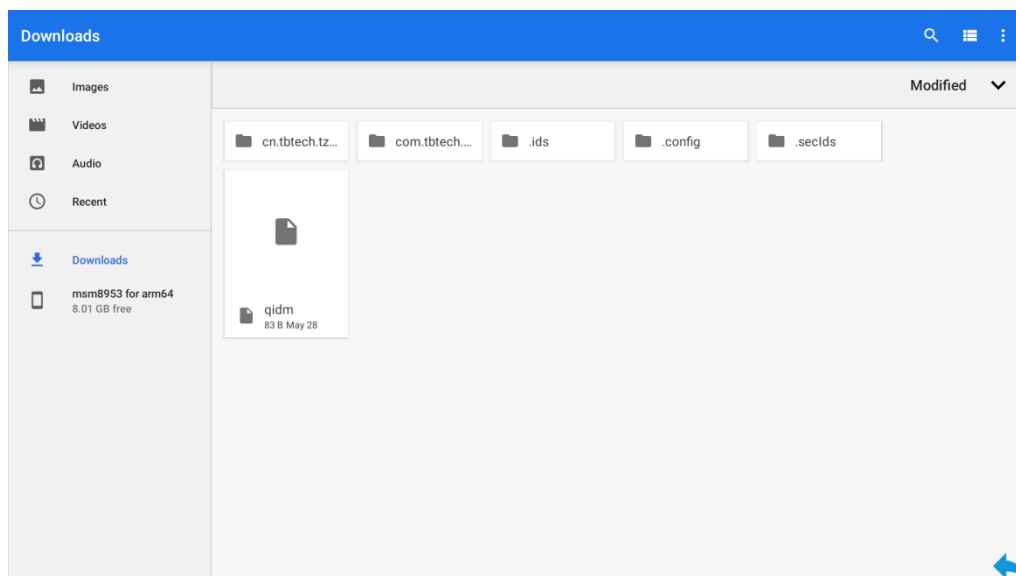 Downloads
Images
Videos
Audio
Recent
Downloads
msm8953 for arm64
8.01 GB free
Modified
cn.tbtech.tz...
com.tbtech....
.ids
.config
.secIds
qidm
83 B May 28